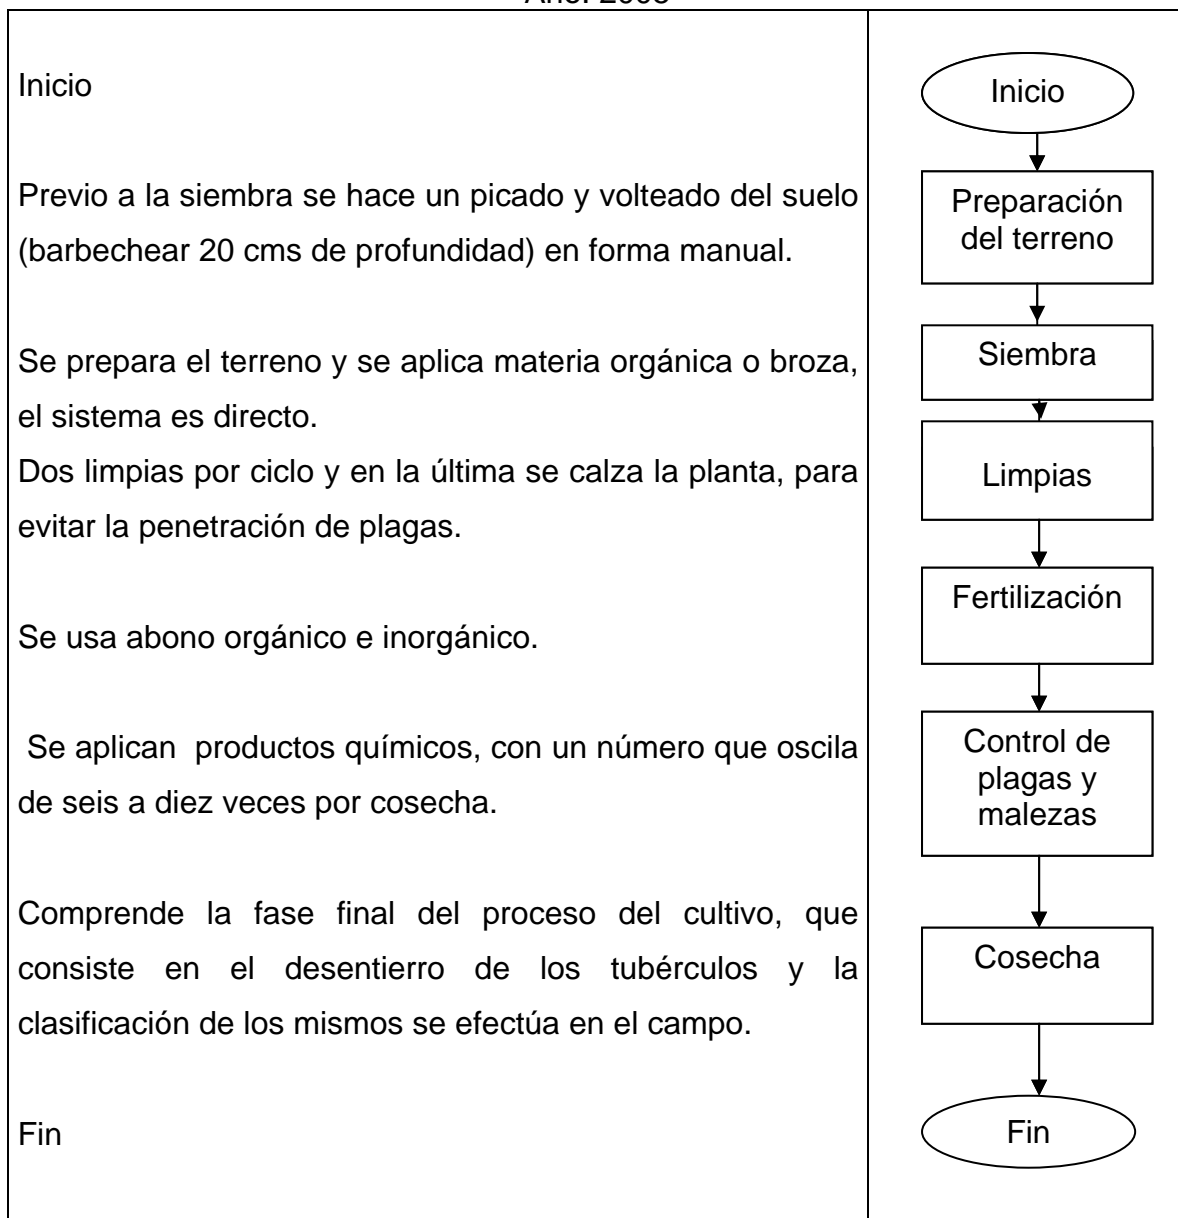 Inicio
Previo a la siembra se hace un picado y volteado del suelo
(barbechear 20 cms de profundidad) en forma manual.
Se prepara el terreno y se aplica materia orgánica o broza,
el sistema es directo.
Dos limpias por ciclo y en la última se calza la planta, para
evitar la penetración de plagas.
Se usa abono orgánico e inorgánico.
Se aplican productos químicos, con un número que oscila
de seis a diez veces por cosecha.
Comprende la fase final del proceso del cultivo, que
consiste en el desentierro de los tubérculos y la
clasificación de los mismos se efectúa en el campo.
Fin
Inicio
Preparación
del terreno
Siembra
Limpias
Fertilización
Control de
plagas y
malezas
Cosecha
Fin